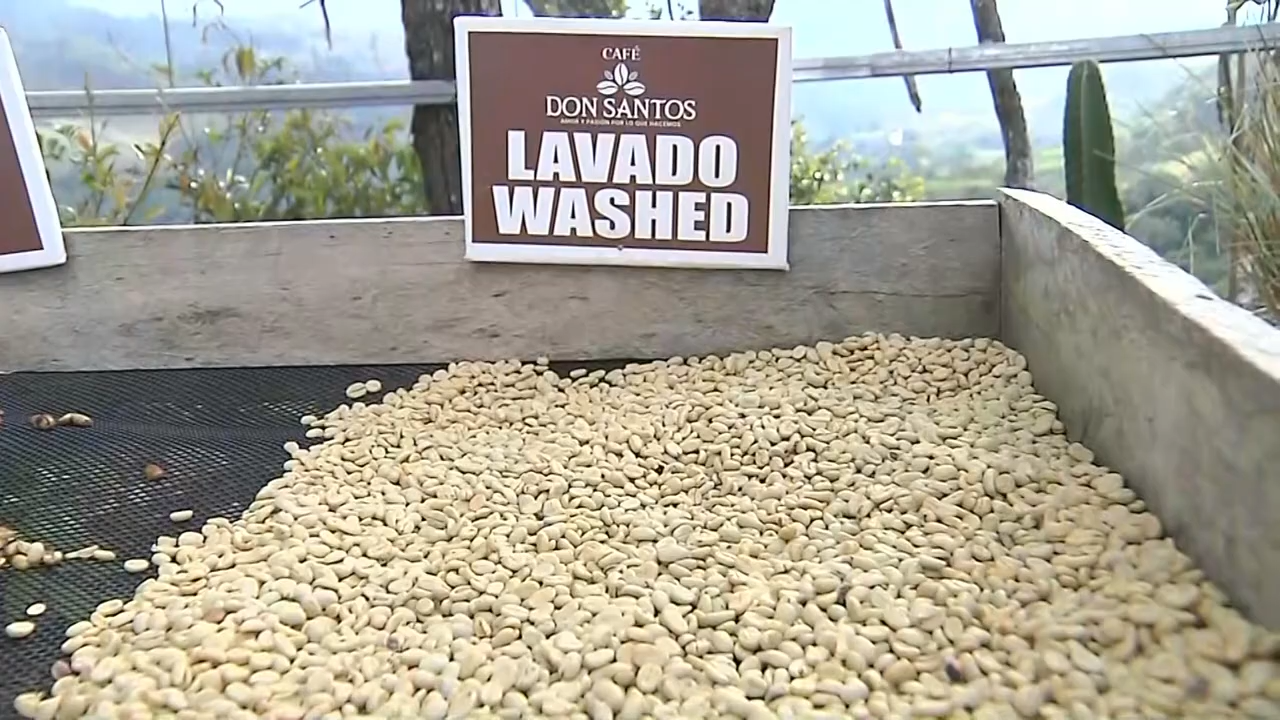 CAFÉ
DON SANTOS
AMOR Y PASIÓN POR LO QUE HACEMOS
LAVADO
WASHED